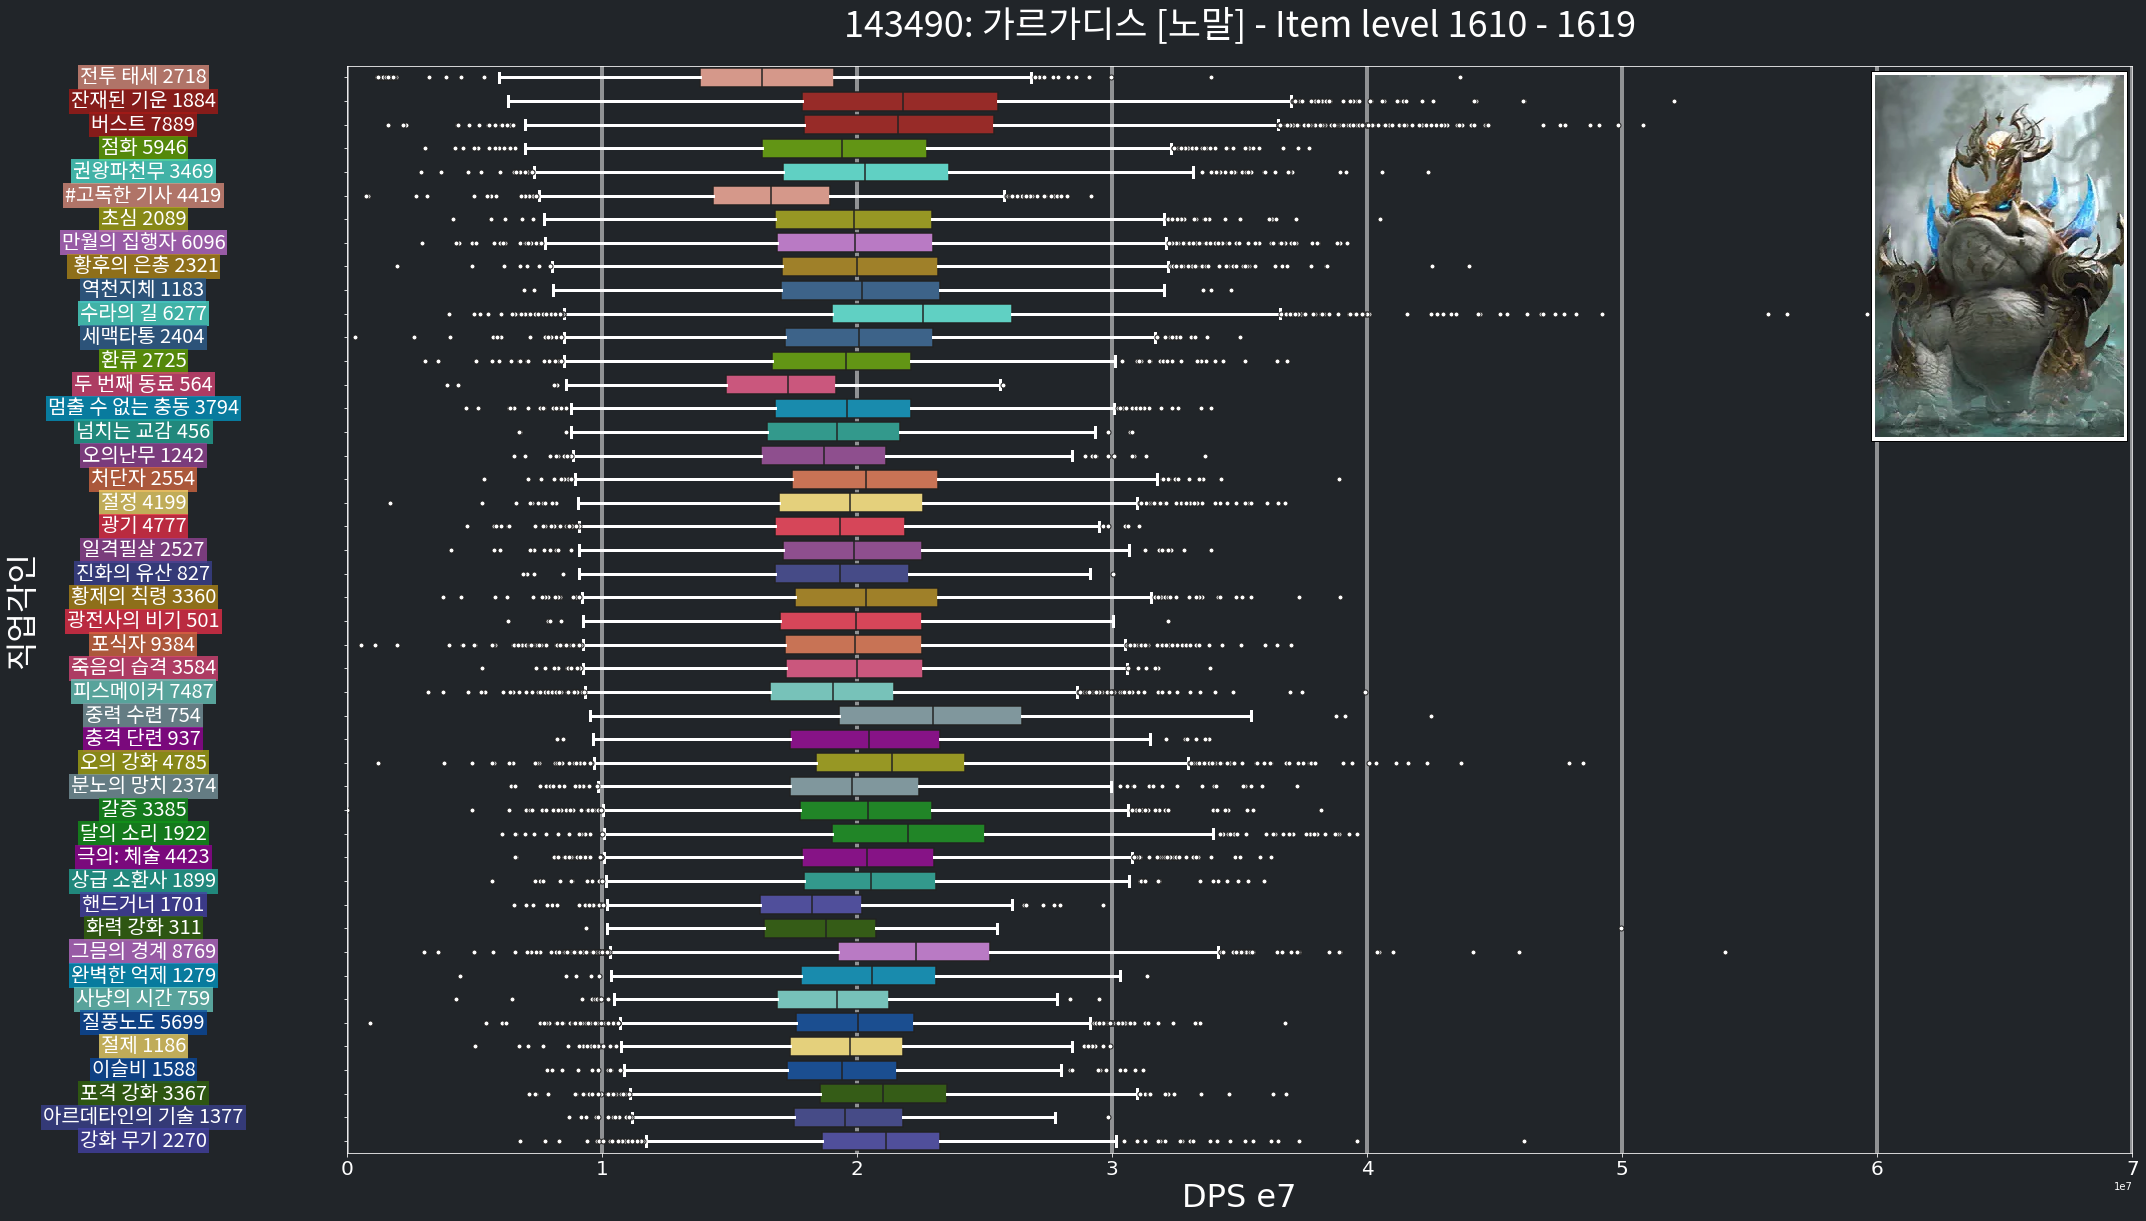 143490: 가르가디스 [노말] - Item level 1610 - 1619
전투 태세 2718
잔재된 기운 1884
버스트 7889
점화 5946
권왕파천무 3469
#고독한 기사 4419
초심 2089
만월의 집행자 6096
황후의 은총 2321
역천지체 1183
수라의 길 6277
세맥타통 2404
환류 2725
두 번째 동료 564
멈출 수 없는 충동 3794
넘치는 교감 456
오의난무 1242
처단자 2554
절정 4199
광기 4777
일격필살 2527
진화의 유산 827
황제의 칙령 3360
광전사의 비기 501
포식자 9384
죽음의 습격 3584
피스메이커 7487
중력 수련 754
충격 단련 937
오의 강화 4785
분노의 망치 2374
갈증 3385
달의 소리 1922
극의: 체술 4423
상급 소환사 1899
핸드거너 1701
화력 강화 311
그믐의 경계 8769
완벽한 억제 1279
사냥의 시간 759
질풍노도 5699
절제 1186
이슬비 1588
포격 강화 3367
아르데타인의 기술 1377
강화 무기 2270
직업각인
0 1 2 3 4 5 6 7
1e7
DPS e7